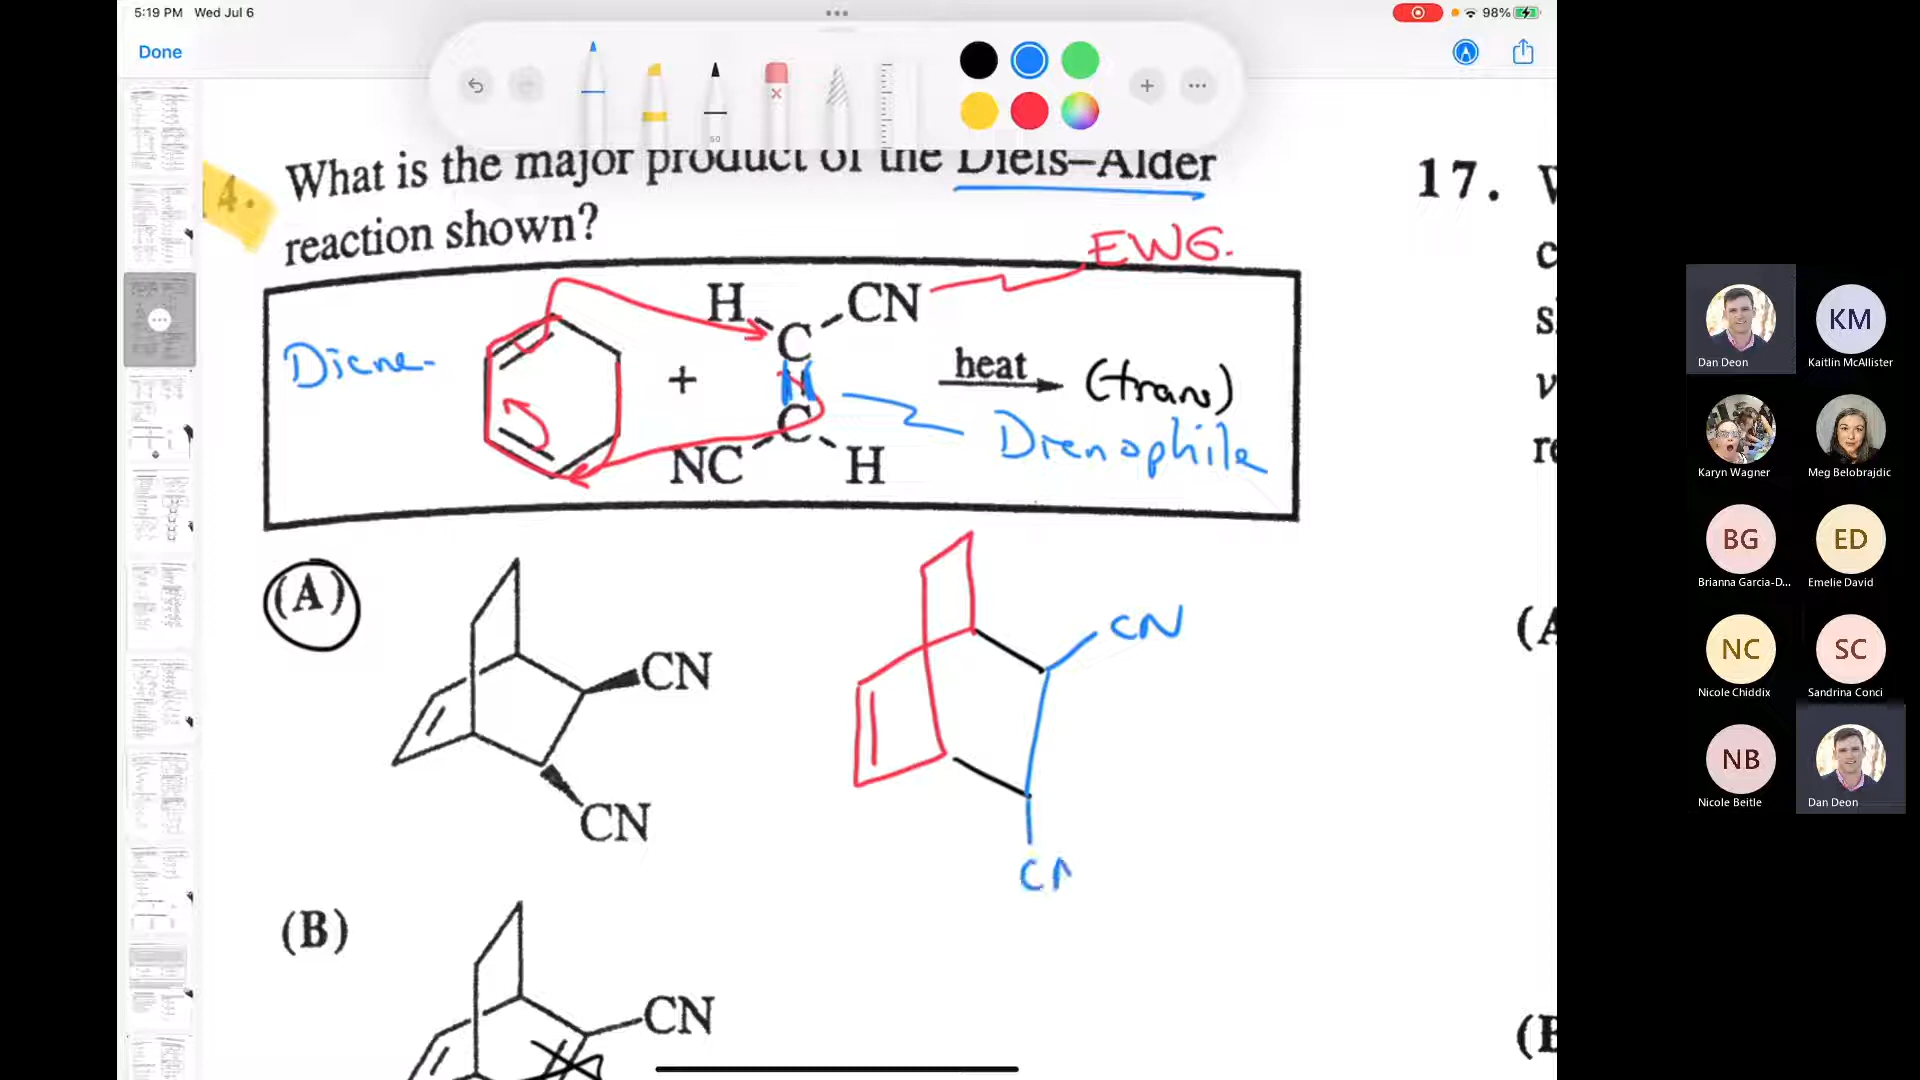 5:19 PM Wed Jul 6
98%
Done
50
4. What is the major product of the Diels–Alder
reaction shown?
17.
EWG.
Diene-
H CN
C
+
C
NC H
heat
(trans)
Dienophile
(A)
CN
CN
CN
(B)
CN
Dan Deon
KM
Kaitlin McAllister
Karyn Wagner
Meg Belobrajdic
BG
Brianna Garcia-D...
ED
Emelie David
NC
Nicole Chiddix
SC
Sandrina Conci
NB
Nicole Beitle
Dan Deon